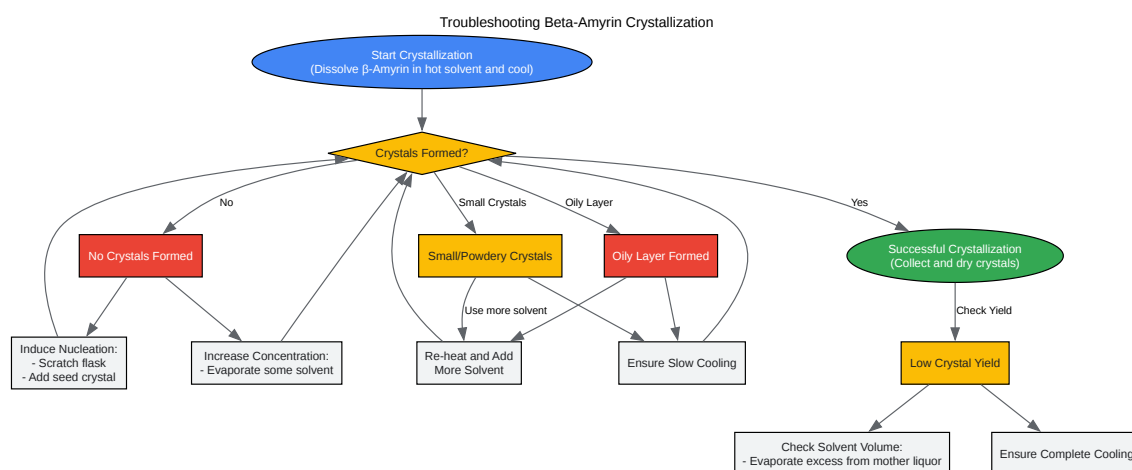 Troubleshooting Beta-Amyrin Crystallization
Start Crystallization
(Dissolve β-Amyrin in hot solvent and cool)
Crystals Formed?
No
Small Crystals
Oily Layer
Yes
No Crystals Formed
Small/Powdery Crystals
Oily Layer Formed
Successful Crystallization
(Collect and dry crystals)
Use more solvent
Check Yield
Induce Nucleation:
- Scratch flask
- Add seed crystal
Increase Concentration:
- Evaporate some solvent
Re-heat and Add
More Solvent
Ensure Slow Cooling
Low Crystal Yield
Check Solvent Volume:
- Evaporate excess from mother liquor
Ensure Complete Cooling